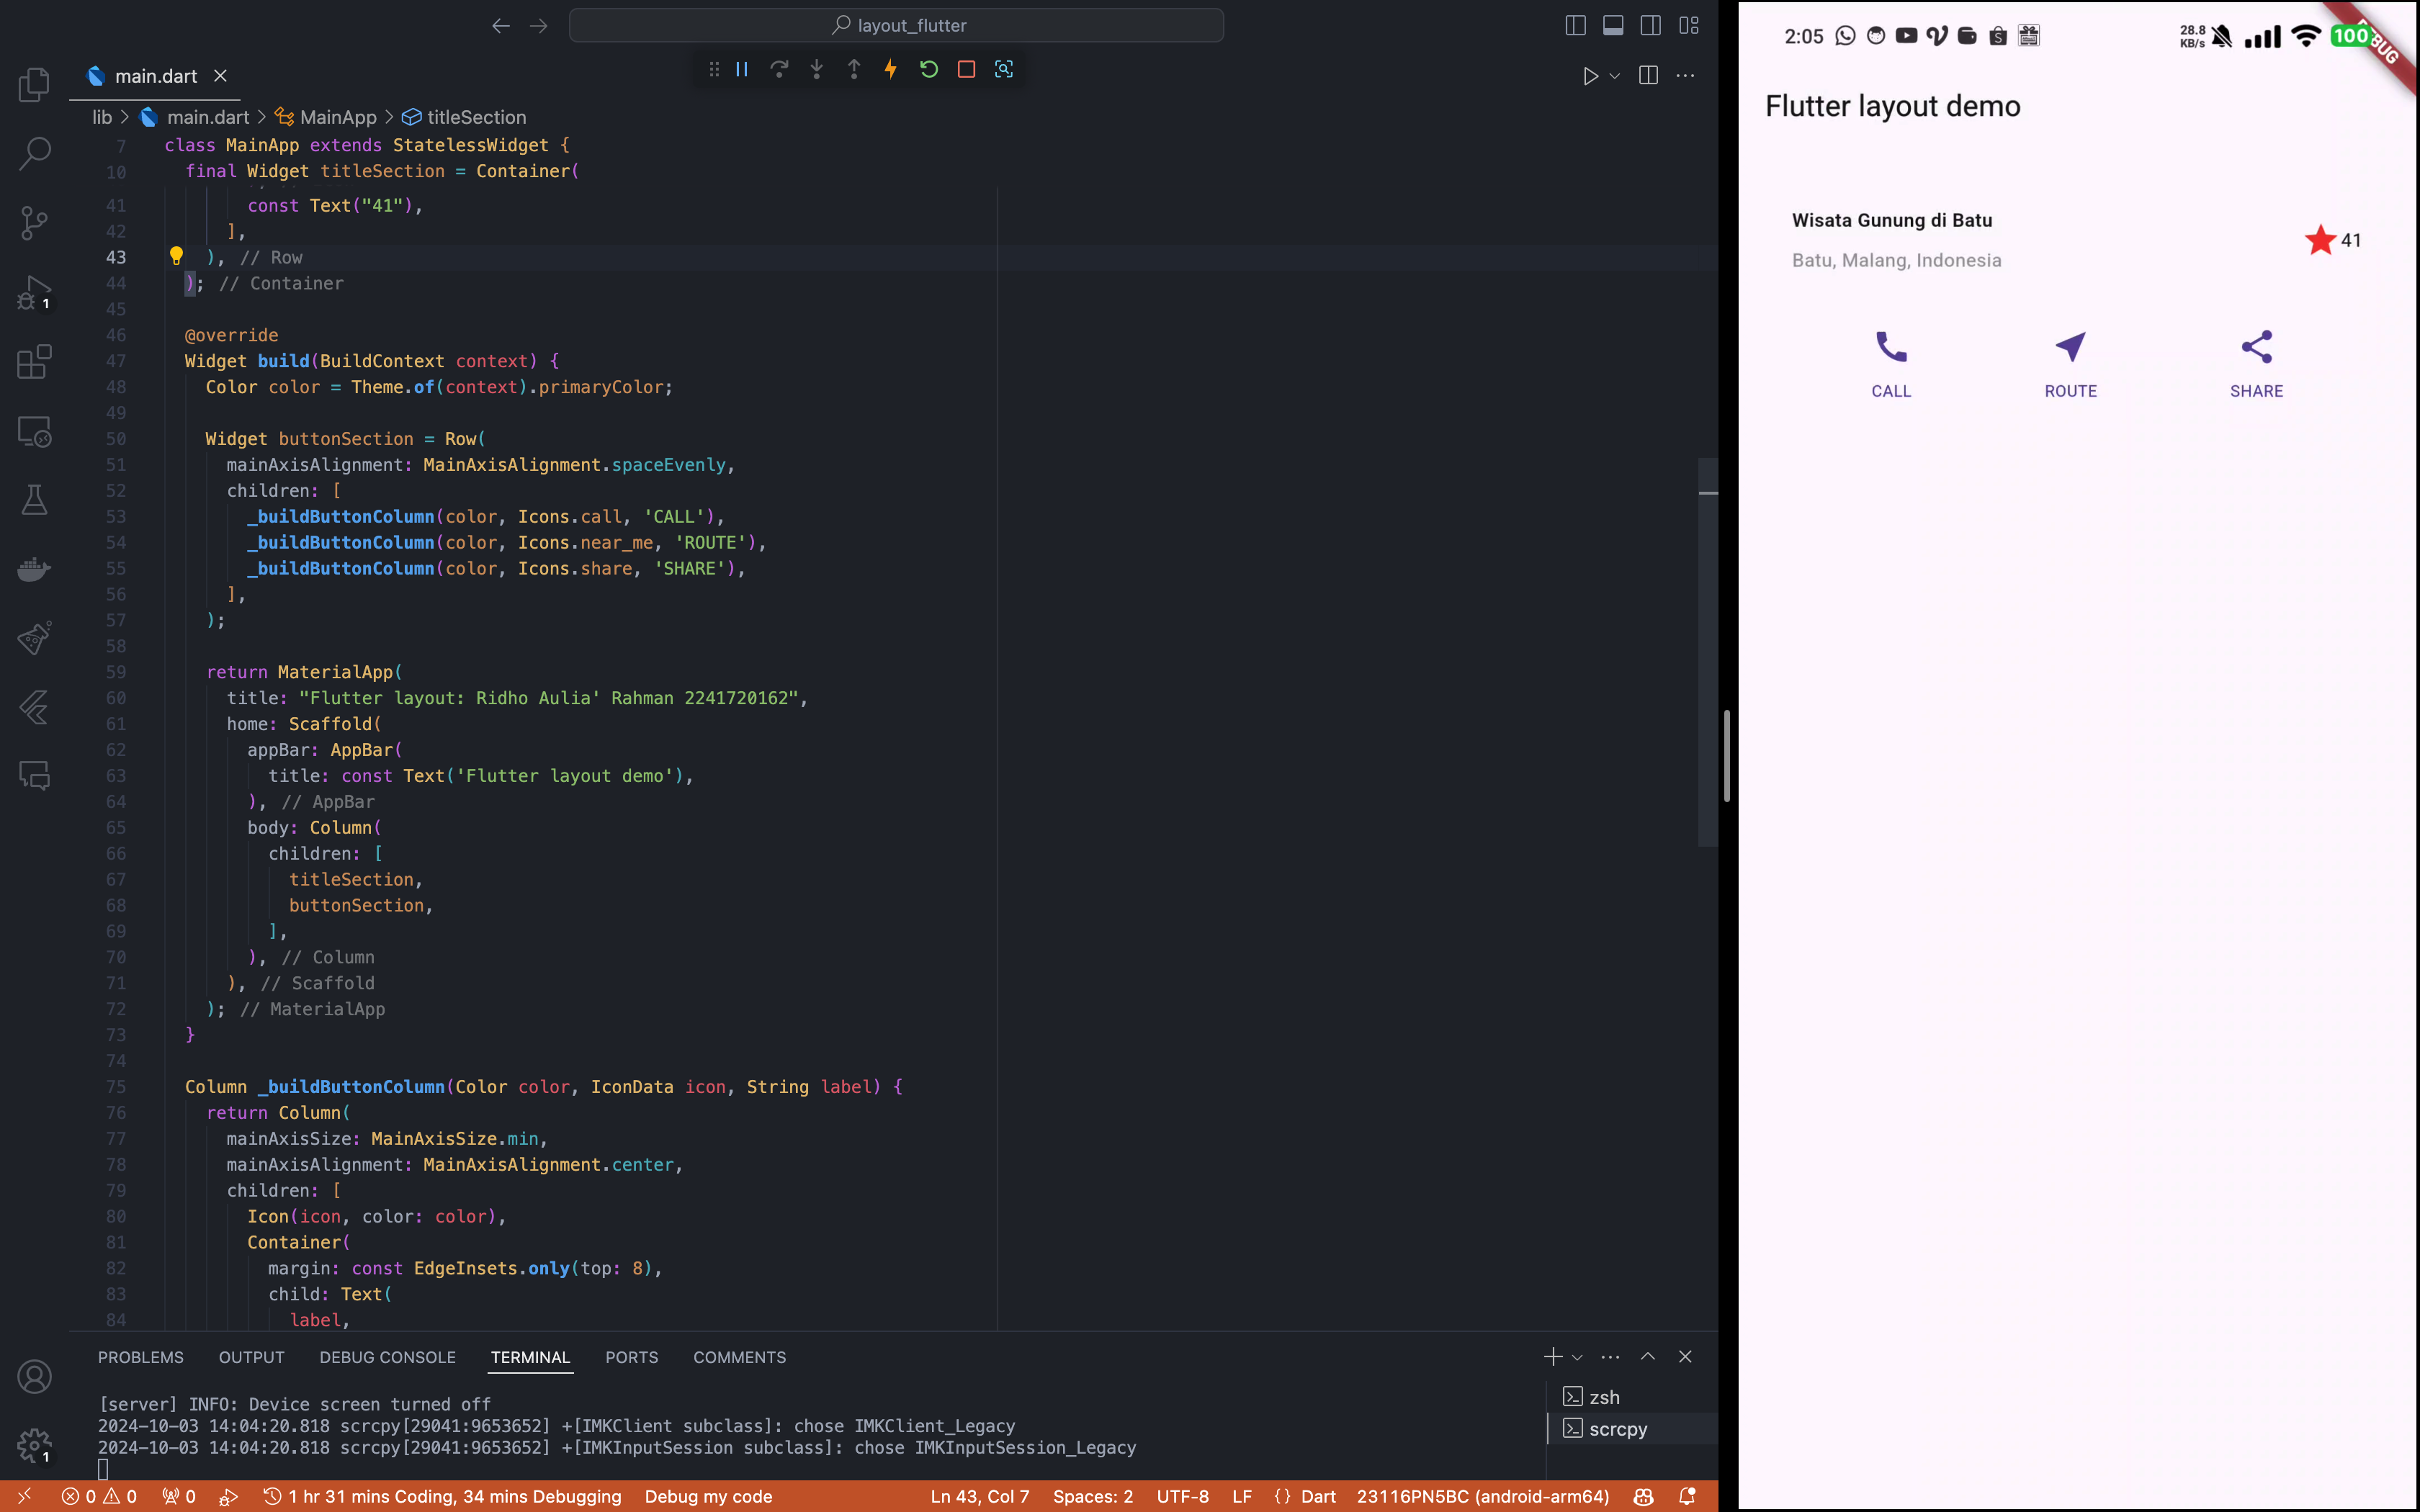 layout_flutter
main.dart
lib > main.dart > MainApp > titleSection
7 class MainApp extends StatelessWidget {
10 final Widget titleSection = Container(
41 const Text("41"),
42 ],
43 ), // Row
44 ); // Container
45
46 @override
47 Widget build(BuildContext context) {
48 Color color = Theme.of(context).primaryColor;
49
50 Widget buttonSection = Row(
51 mainAxisAlignment: MainAxisAlignment.spaceEvenly,
52 children: [
53 _buildButtonColumn(color, Icons.call, 'CALL'),
54 _buildButtonColumn(color, Icons.near_me, 'ROUTE'),
55 _buildButtonColumn(color, Icons.share, 'SHARE'),
56 ],
57 );
58
59 return MaterialApp(
60 title: "Flutter layout: Ridho Aulia' Rahman 2241720162",
61 home: Scaffold(
62 appBar: AppBar(
63 title: const Text('Flutter layout demo'),
64 ), // AppBar
65 body: Column(
66 children: [
67 titleSection,
68 buttonSection,
69 ],
70 ), // Column
71 ), // Scaffold
72 ); // MaterialApp
73 }
74
75 Column _buildButtonColumn(Color color, IconData icon, String label) {
76 return Column(
77 mainAxisSize: MainAxisSize.min,
78 mainAxisAlignment: MainAxisAlignment.center,
79 children: [
80 Icon(icon, color: color),
81 Container(
82 margin: const EdgeInsets.only(top: 8),
83 child: Text(
84 label,
1
1
PROBLEMS OUTPUT DEBUG CONSOLE TERMINAL PORTS COMMENTS
[server] INFO: Device screen turned off
2024-10-03 14:04:20.818 scrcpy[29041:9653652] +[IMKClient subclass]: chose IMKClient_Legacy
2024-10-03 14:04:20.818 scrcpy[29041:9653652] +[IMKInputSession subclass]: chose IMKInputSession_Legacy
zsh
scrcpy
0 0 0 1 hr 31 mins Coding, 34 mins Debugging Debug my code Ln 43, Col 7 Spaces: 2 UTF-8 LF {} Dart 23116PN5BC (android-arm64)
2:05 28.8 KB/s 100
Flutter layout demo
Wisata Gunung di Batu
Batu, Malang, Indonesia
41
CALL ROUTE SHARE